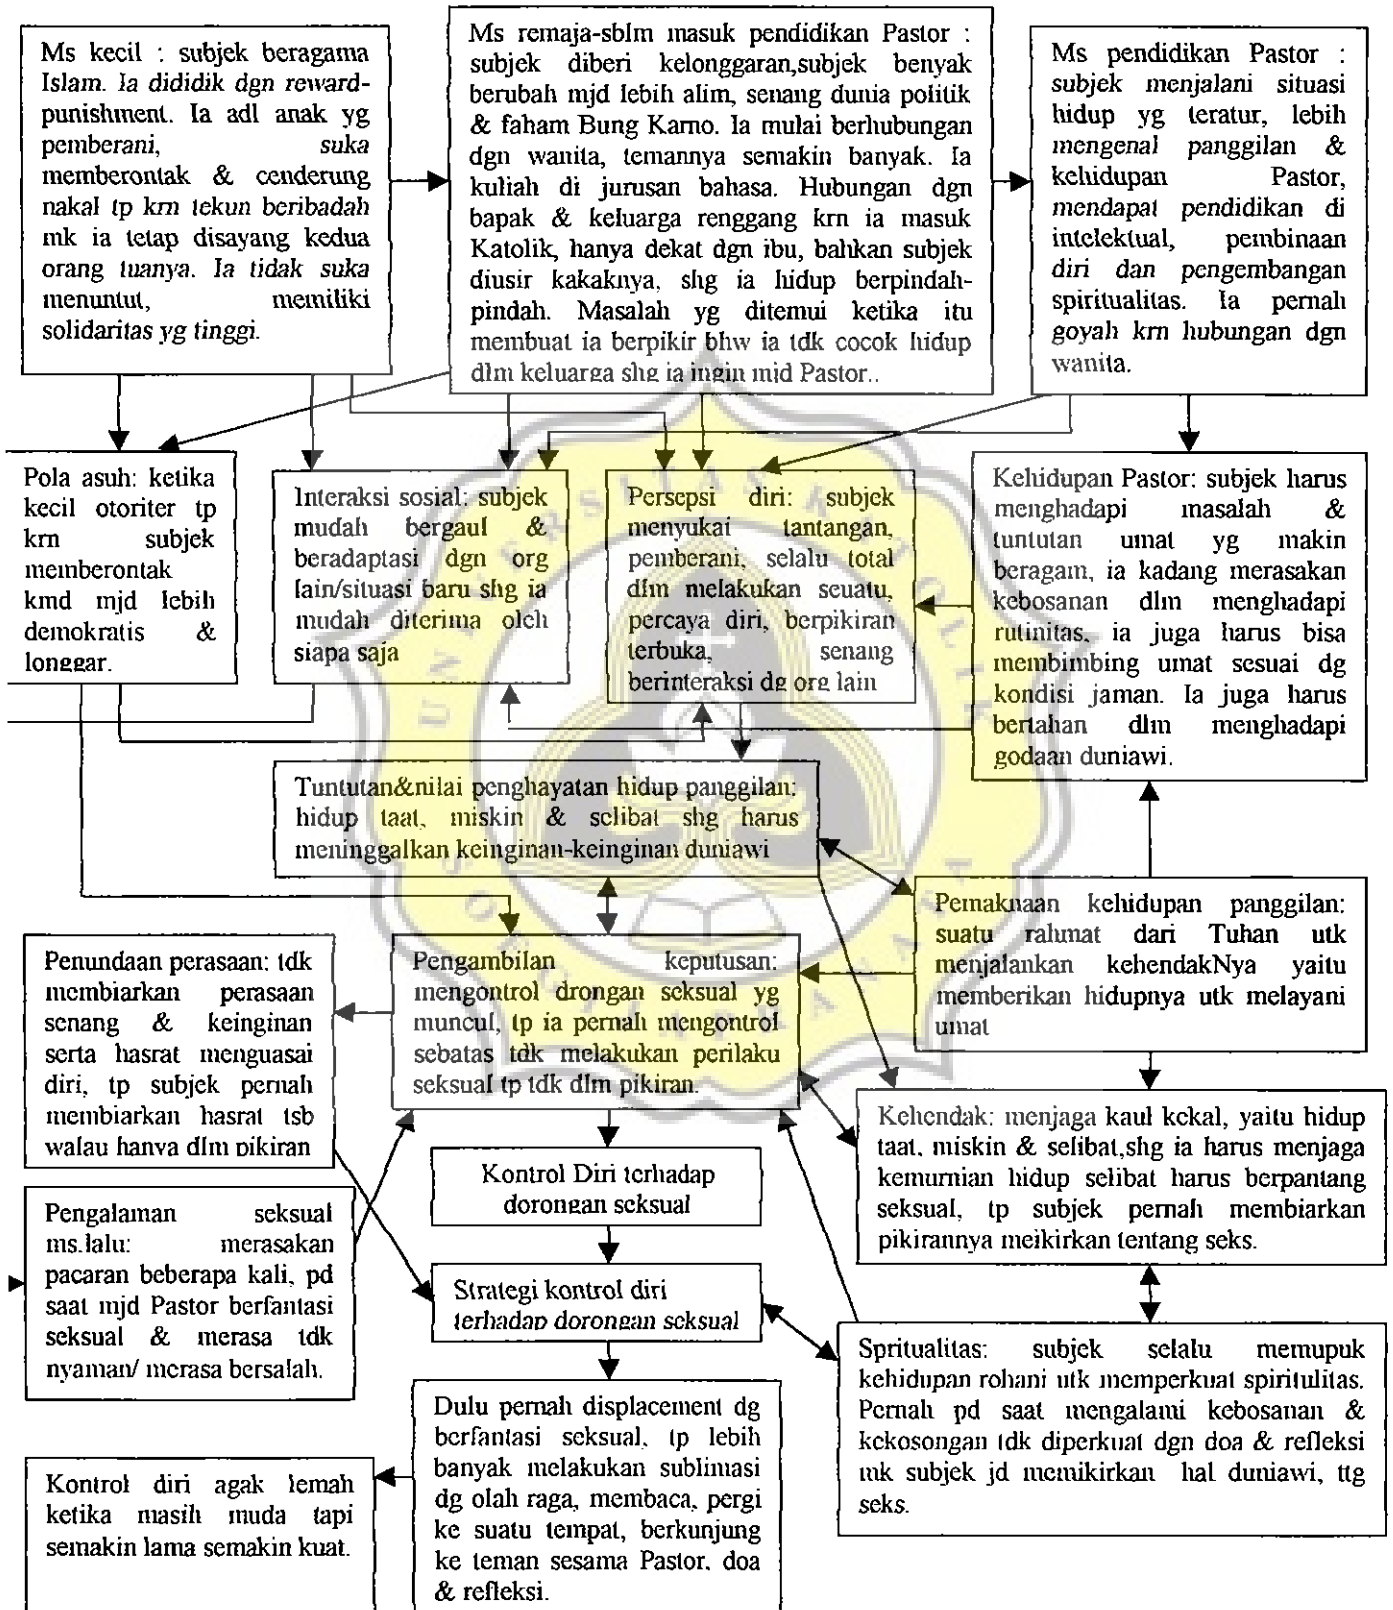 Ms kecil : subjek beragama
Islam. Ia dididik dgn reward-
punishment. Ia adl anak yg
pemberani, suka
memberontak & cenderung
nakal tp krn tekun beribadah
mk ia tetap disayang kedua
orang tuanya. Ia tidak suka
menuntut, memiliki
solidaritas yg tinggi.
Ms remaja-sblm masuk pendidikan Pastor :
subjek diberi kelonggaran,subjek benyak
berubah mjd lebih alim, senang dunia politik
& faham Bung Karno. Ia mulai berhubungan
dgn wanita, temannya semakin banyak. Ia
kuliah di jurusan bahasa. Hubungan dgn
bapak & keluarga renggang krn ia masuk
Katolik, hanya dekat dgn ibu, bahkan subjek
diusir kakaknya, shg ia hidup berpindah-
pindah. Masalah yg ditemui ketika itu
membuat ia berpikir bhw ia tdk cocok hidup
dlm keluarga shg ia ingin mjd Pastor..
Ms pendidikan Pastor :
subjek menjalani situasi
hidup yg teratur, lebih
mengenal panggilan &
kehidupan Pastor,
mendapat pendidikan di
intelektual, pembinaan
diri dan pengembangan
spiritualitas. Ia pernah
goyah krn hubungan dgn
wanita.
Pola asuh: ketika
kecil otoriter tp
krn subjek
memberontak
kmd mjd lebih
demokratis &
longgar.
Interaksi sosial: subjek
mudah bergaul &
beradaptasi dgn org
lain/situasi baru shg ia
mudah diterima oleh
siapa saja
Persepsi diri: subjek
menyukai tantangan,
pemberani, selalu total
dlm melakukan seuatu,
percaya diri, berpikiran
terbuka, senang
berinteraksi dg org lain
Kehidupan Pastor: subjek harus
menghadapi masalah &
tuntutan umat yg makin
beragam, ia kadang merasakan
kebosanan dlm menghadapi
rutinitas, ia juga harus bisa
membimbing umat sesuai dg
kondisi jaman. Ia juga harus
bertahan dlm menghadapi
godaan duniawi.
Tuntutan&nilai penghayatan hidup panggilan:
hidup taat, miskin & selibat shg harus
meninggalkan keinginan-keinginan duniawi
Penundaan perasaan: tdk
membiarkan perasaan
senang & keinginan
serta hasrat menguasai
diri, tp subjek pernah
membiarkan hasrat tsb
walau hanya dlm pikiran
Pengambilan keputusan:
mengontrol drongan seksual yg
muncul, tp ia pernah mengontrol
sebatas tdk melakukan perilaku
seksual tp tdk dlm pikiran.
Pemaknaan kehidupan panggilan:
suatu rahmat dari Tuhan utk
menjalankan kehendakNya yaitu
memberikan hidupnya utk melayani
umat
Kehendak: menjaga kaul kekal, yaitu hidup
taat, miskin & selibat,shg ia harus menjaga
kemurnian hidup selibat harus berpantang
seksual, tp subjek pernah membiarkan
pikirannya meikirkan tentang seks.
Kontrol Diri terhadap
dorongan seksual
Pengalaman seksual
ms.lalu: merasakan
pacaran beberapa kali, pd
saat mjd Pastor berfantasi
seksual & merasa tdk
nyaman/ merasa bersalah.
Strategi kontrol diri
terhadap dorongan seksual
Spritualitas: subjek selalu memupuk
kehidupan rohani utk memperkuat spiritulitas.
Pernah pd saat mengalami kebosanan &
kekosongan tdk diperkuat dgn doa & refleksi
mk subjek jd memikirkan hal duniawi, ttg
seks.
Dulu pernah displacement dg
berfantasi seksual, tp lebih
banyak melakukan sublimasi
dg olah raga, membaca, pergi
ke suatu tempat, berkunjung
ke teman sesama Pastor, doa
& refleksi.
Kontrol diri agak lemah
ketika masih muda tapi
semakin lama semakin kuat.
UNIVERSITAS KATOLIK
SOEGIJAPRANATA